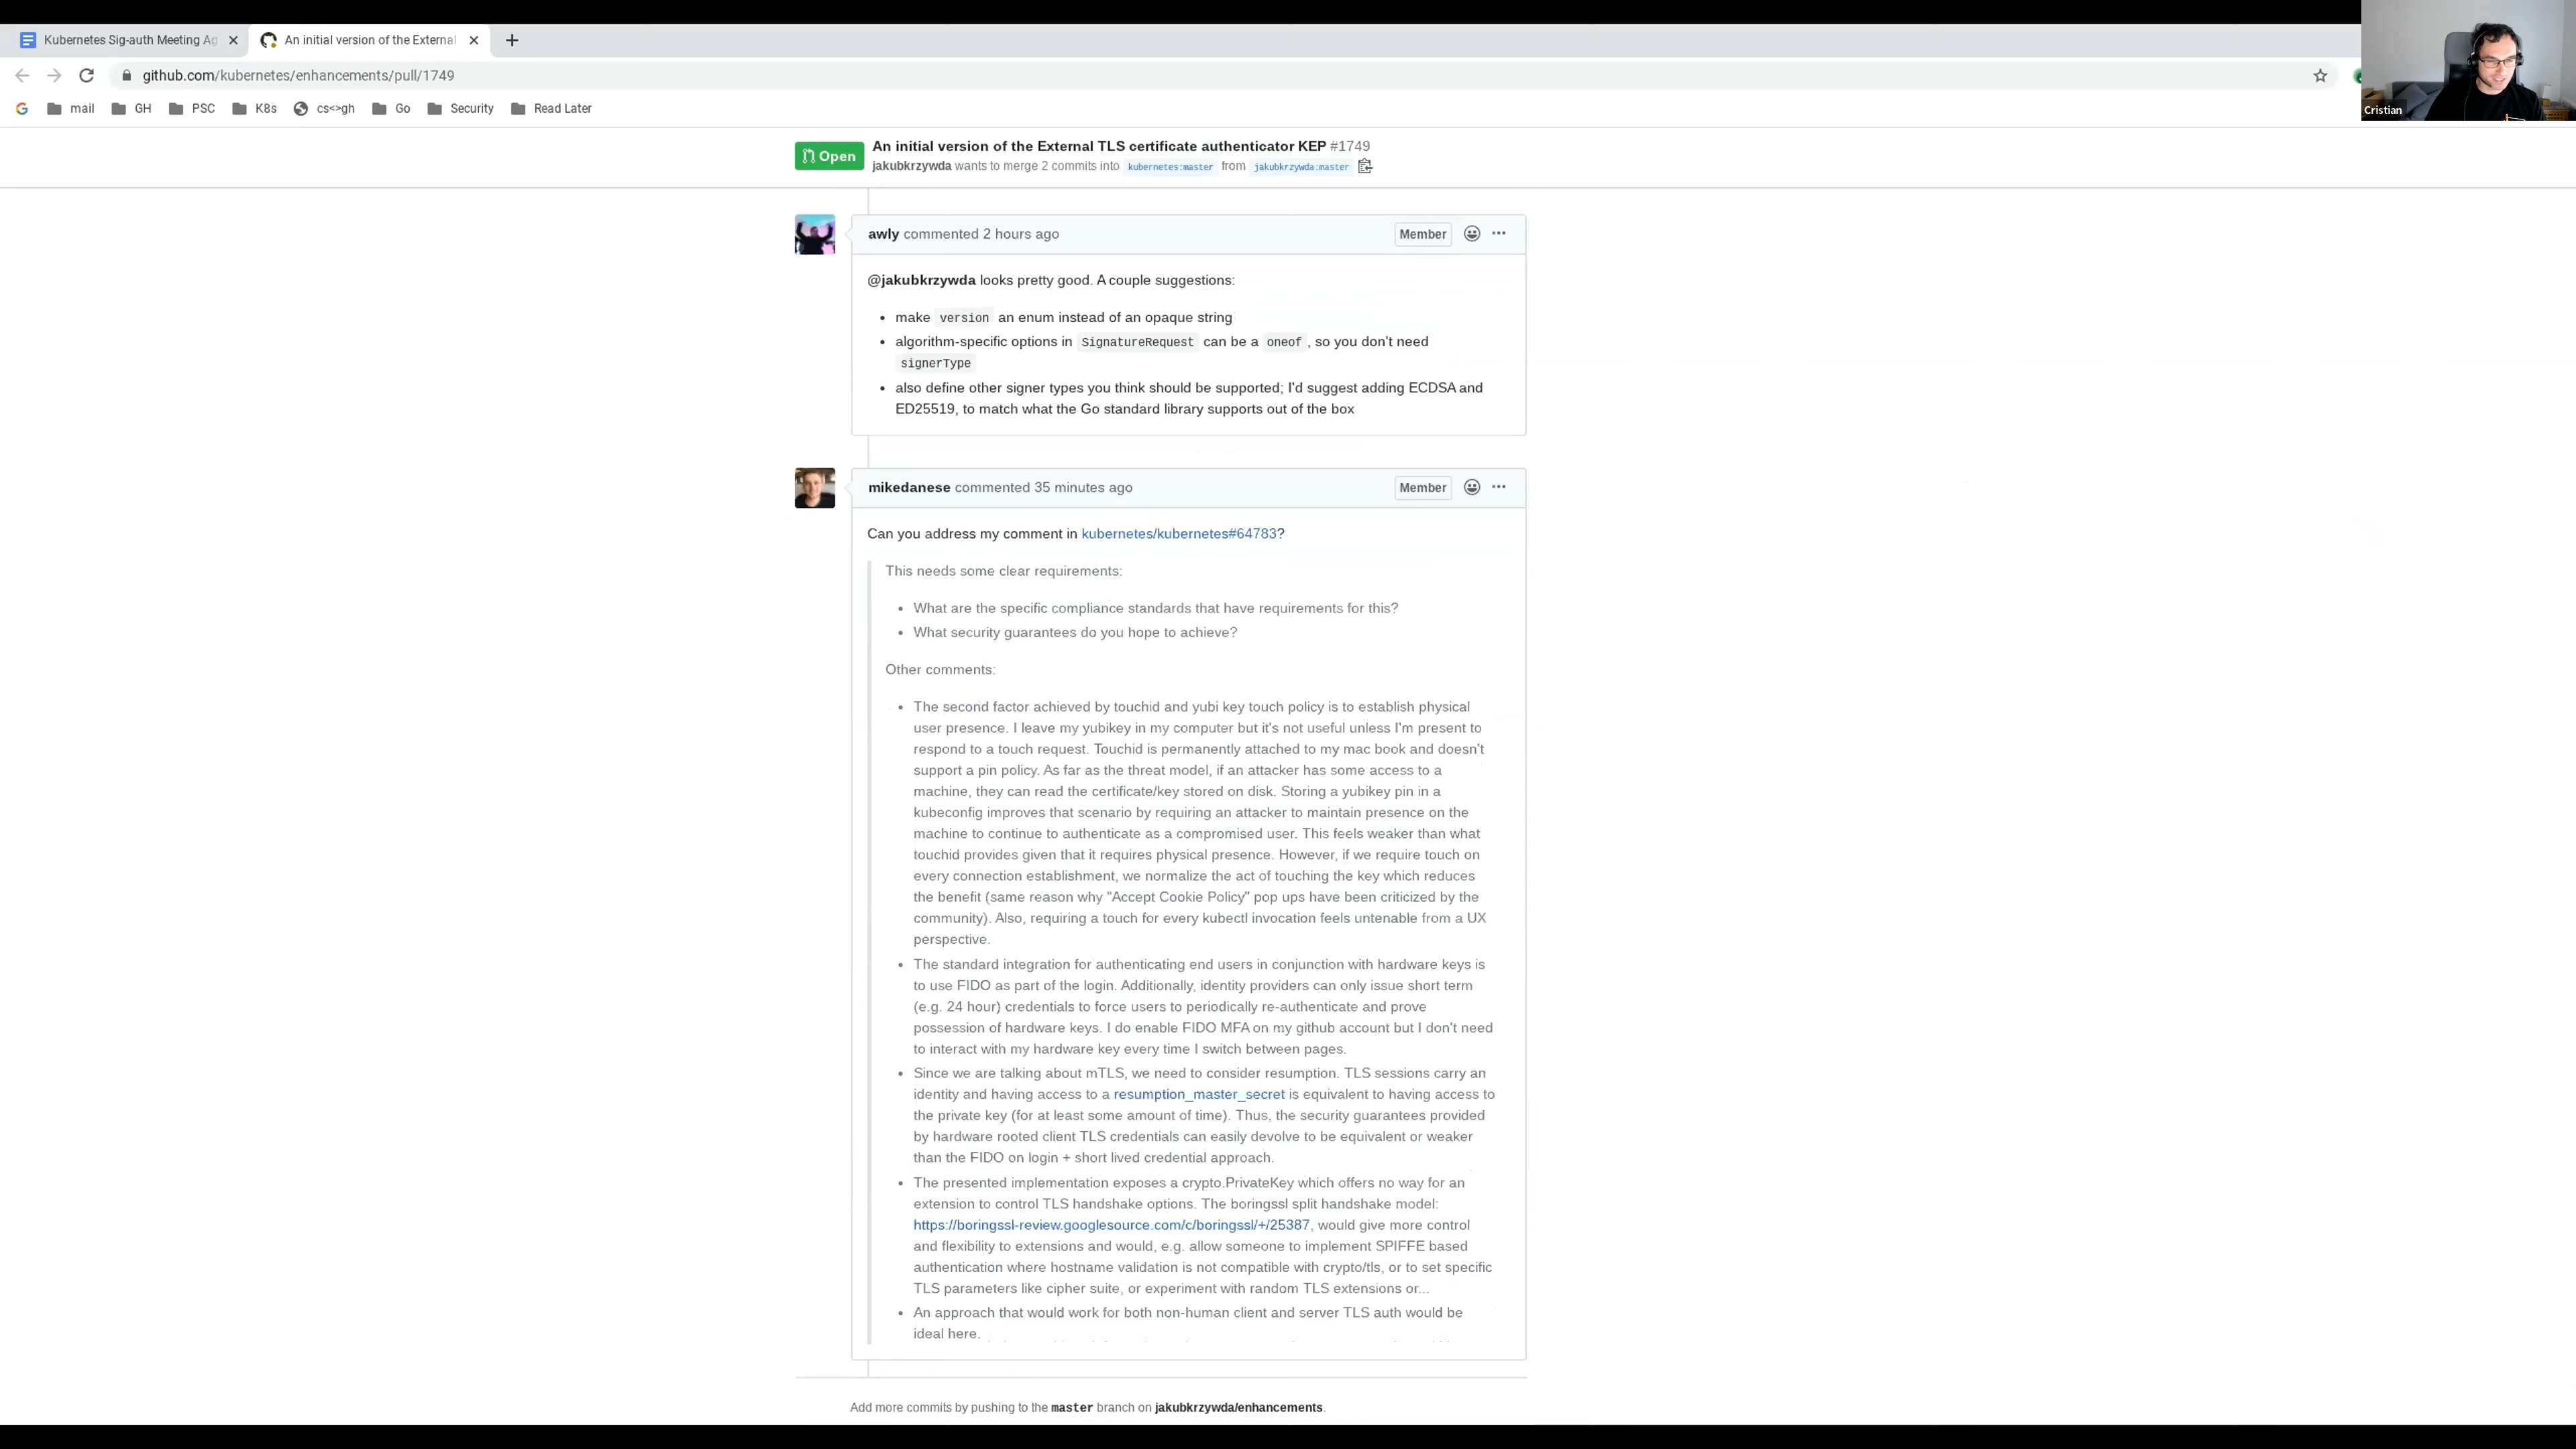 Kubernetes Sig-auth Meeting Ag
An initial version of the External
github.com/kubernetes/enhancements/pull/1749
mail GH PSC K8s cs<>gh Go Security Read Later
Cristian
Open
An initial version of the External TLS certificate authenticator KEP #1749
jakubkrzywda wants to merge 2 commits into kubernetes:master from jakubkrzywda:master
awly commented 2 hours ago
Member
@jakubkrzywda looks pretty good. A couple suggestions:
• make version an enum instead of an opaque string
• algorithm-specific options in SignatureRequest can be a oneof, so you don't need
signerType
• also define other signer types you think should be supported; I'd suggest adding ECDSA and
ED25519, to match what the Go standard library supports out of the box
mikedanese commented 35 minutes ago
Member
Can you address my comment in kubernetes/kubernetes#64783?
This needs some clear requirements:
• What are the specific compliance standards that have requirements for this?
• What security guarantees do you hope to achieve?
Other comments:
• The second factor achieved by touchid and yubi key touch policy is to establish physical
user presence. I leave my yubikey in my computer but it's not useful unless I'm present to
respond to a touch request. Touchid is permanently attached to my mac book and doesn't
support a pin policy. As far as the threat model, if an attacker has some access to a
machine, they can read the certificate/key stored on disk. Storing a yubikey pin in a
kubeconfig improves that scenario by requiring an attacker to maintain presence on the
machine to continue to authenticate as a compromised user. This feels weaker than what
touchid provides given that it requires physical presence. However, if we require touch on
every connection establishment, we normalize the act of touching the key which reduces
the benefit (same reason why "Accept Cookie Policy" pop ups have been criticized by the
community). Also, requiring a touch for every kubectl invocation feels untenable from a UX
perspective.
• The standard integration for authenticating end users in conjunction with hardware keys is
to use FIDO as part of the login. Additionally, identity providers can only issue short term
(e.g. 24 hour) credentials to force users to periodically re-authenticate and prove
possession of hardware keys. I do enable FIDO MFA on my github account but I don't need
to interact with my hardware key every time I switch between pages.
• Since we are talking about mTLS, we need to consider resumption. TLS sessions carry an
identity and having access to a resumption_master_secret is equivalent to having access to
the private key (for at least some amount of time). Thus, the security guarantees provided
by hardware rooted client TLS credentials can easily devolve to be equivalent or weaker
than the FIDO on login + short lived credential approach.
• The presented implementation exposes a crypto.PrivateKey which offers no way for an
extension to control TLS handshake options. The boringssl split handshake model:
https://boringssl-review.googlesource.com/c/boringssl/+/25387, would give more control
and flexibility to extensions and would, e.g. allow someone to implement SPIFFE based
authentication where hostname validation is not compatible with crypto/tls, or to set specific
TLS parameters like cipher suite, or experiment with random TLS extensions or...
• An approach that would work for both non-human client and server TLS auth would be
ideal here.
Add more commits by pushing to the master branch on jakubkrzywda/enhancements.